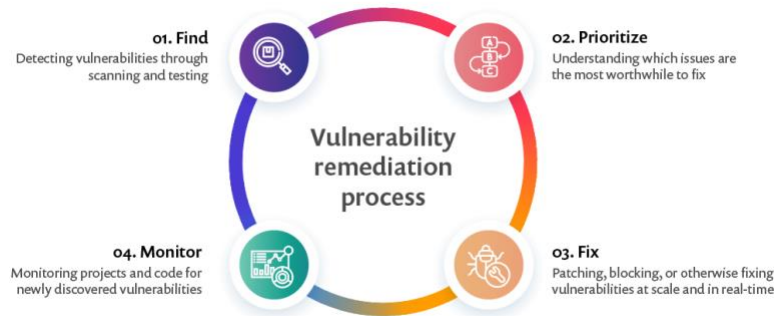 01. Find
Detecting vulnerabilities through
scanning and testing
02. Prioritize
Understanding which issues are
the most worthwhile to fix
A
B
C
Vulnerability
remediation
process
04. Monitor
Monitoring projects and code for
newly discovered vulnerabilities
03. Fix
Patching, blocking, or otherwise fixing
vulnerabilities at scale and in real-time